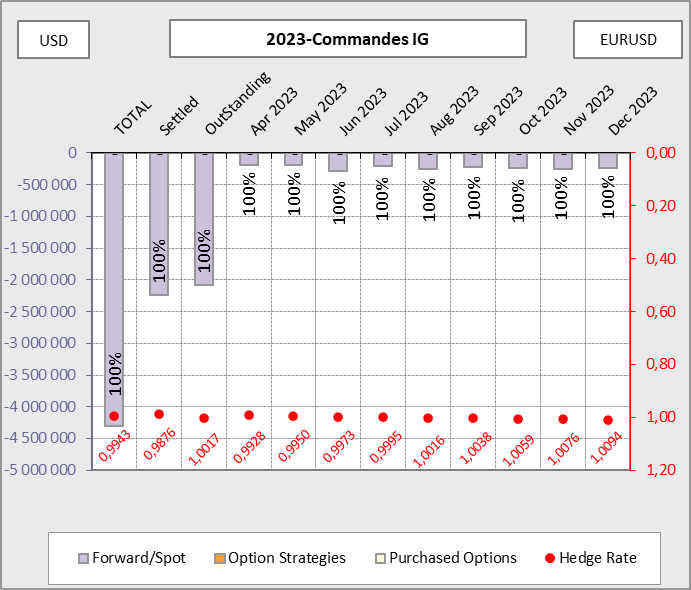 USD
2023-Commandes IG
EURUSD
TOTAL
Settled
OutStanding
Apr 2023
May 2023
Jun 2023
Jul 2023
Aug 2023
Sep 2023
Oct 2023
Nov 2023
Dec 2023
0
-500 000
-1 000 000
-1 500 000
-2 000 000
-2 500 000
-3 000 000
-3 500 000
-4 000 000
-4 500 000
-5 000 000
100%
100%
100%
100%
100%
100%
100%
100%
100%
100%
100%
100%
0,9943
0,9876
1,0017
0,9928
0,9950
0,9973
0,9995
1,0016
1,0038
1,0059
1,0076
1,0094
0,00
0,20
0,40
0,60
0,80
1,00
1,20
Forward/Spot
Option Strategies
Purchased Options
Hedge Rate